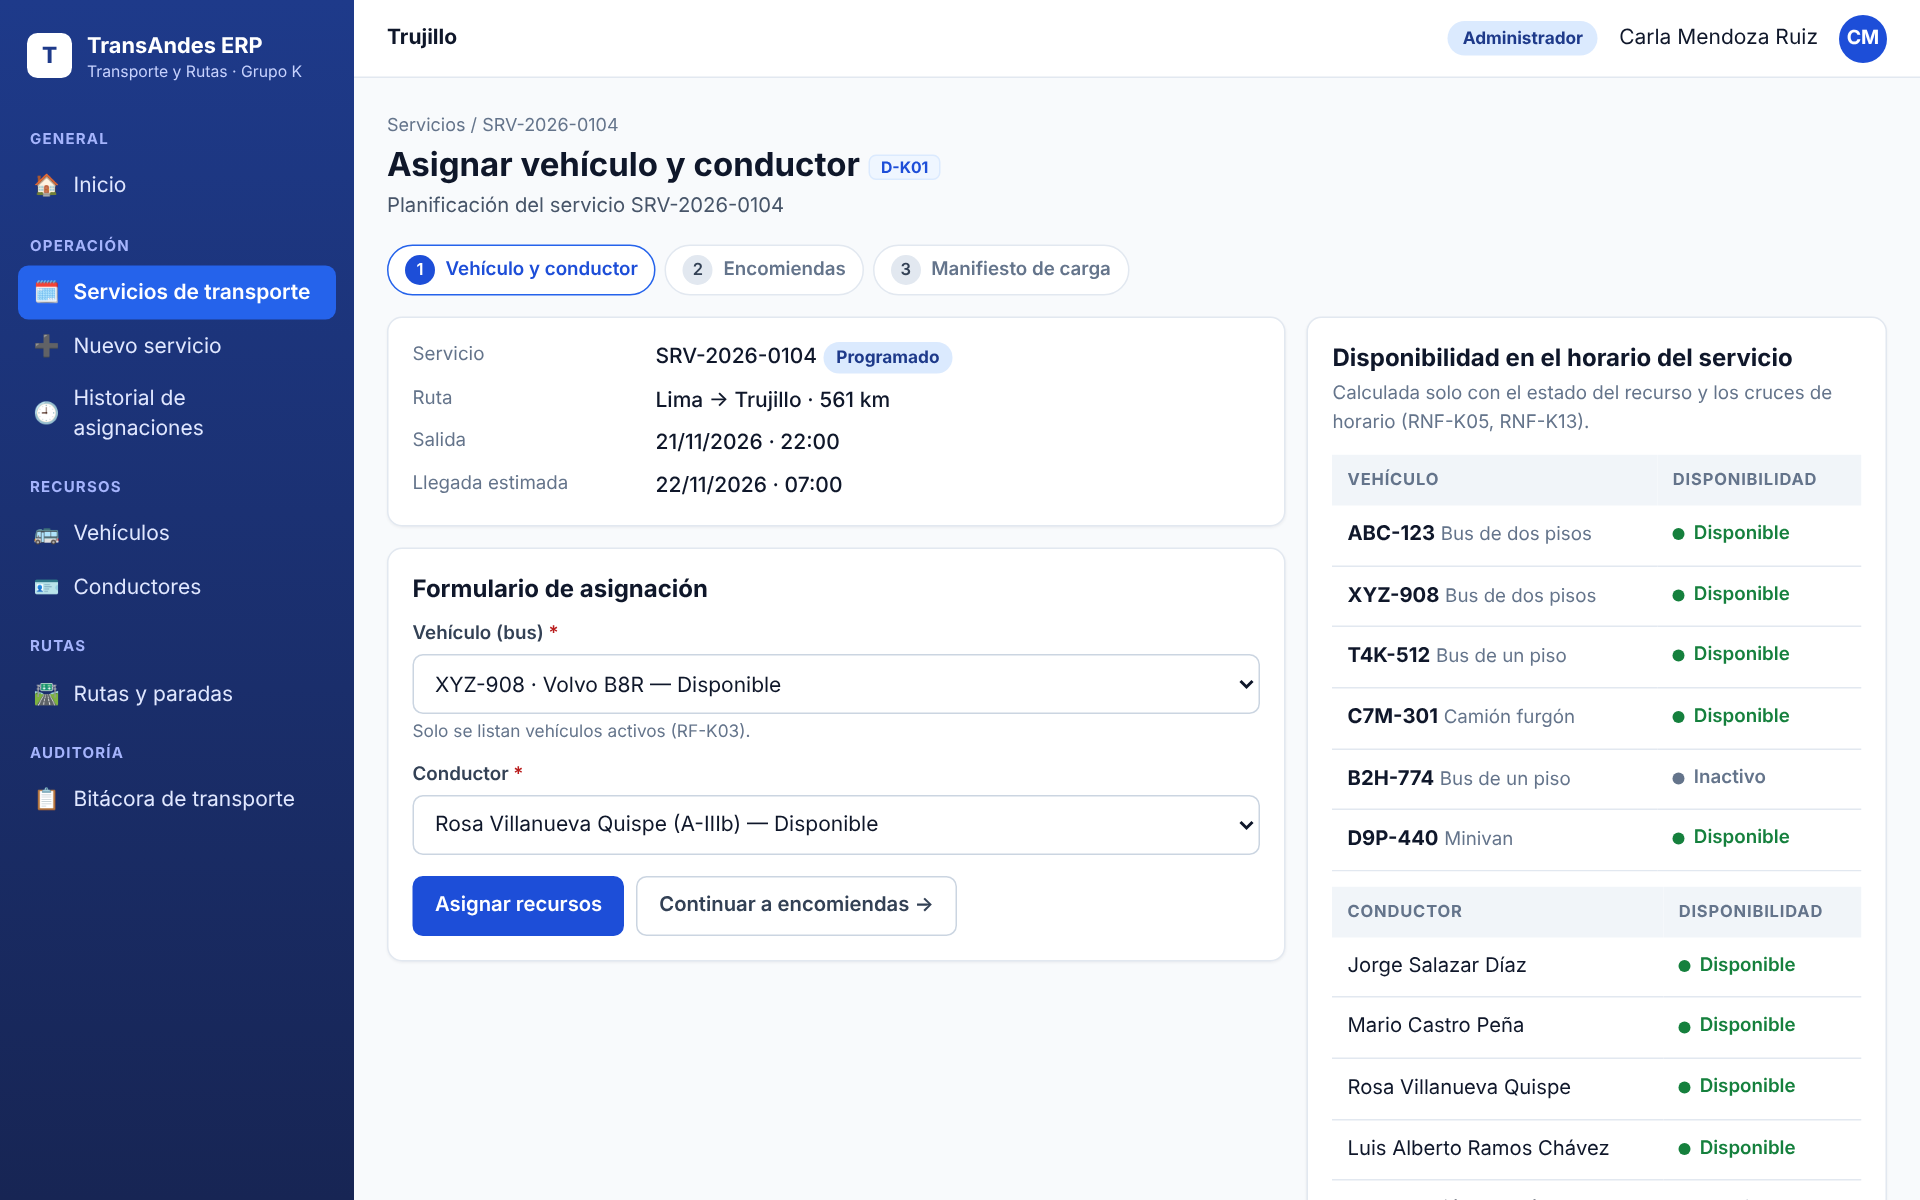 T
TransAndes ERP
Transporte y Rutas · Grupo K
GENERAL
Inicio
OPERACIÓN
Servicios de transporte
Nuevo servicio
Historial de
asignaciones
RECURSOS
Vehículos
Conductores
RUTAS
Rutas y paradas
AUDITORÍA
Bitácora de transporte
Trujillo
Administrador
Carla Mendoza Ruiz
CM
Servicios / SRV-2026-0104
Asignar vehículo y conductor D-K01
Planificación del servicio SRV-2026-0104
1 Vehículo y conductor
2 Encomiendas
3 Manifiesto de carga
Servicio SRV-2026-0104 Programado
Ruta Lima → Trujillo · 561 km
Salida 21/11/2026 · 22:00
Llegada estimada 22/11/2026 · 07:00
Formulario de asignación
Vehículo (bus) *
XYZ-908 · Volvo B8R — Disponible
Solo se listan vehículos activos (RF-K03).
Conductor *
Rosa Villanueva Quispe (A-IIIb) — Disponible
Asignar recursos
Continuar a encomiendas →
Disponibilidad en el horario del servicio
Calculada solo con el estado del recurso y los cruces de
horario (RNF-K05, RNF-K13).
VEHÍCULO DISPONIBILIDAD
ABC-123 Bus de dos pisos Disponible
XYZ-908 Bus de dos pisos Disponible
T4K-512 Bus de un piso Disponible
C7M-301 Camión furgón Disponible
B2H-774 Bus de un piso Inactivo
D9P-440 Minivan Disponible
CONDUCTOR DISPONIBILIDAD
Jorge Salazar Díaz Disponible
Mario Castro Peña Disponible
Rosa Villanueva Quispe Disponible
Luis Alberto Ramos Chávez Disponible